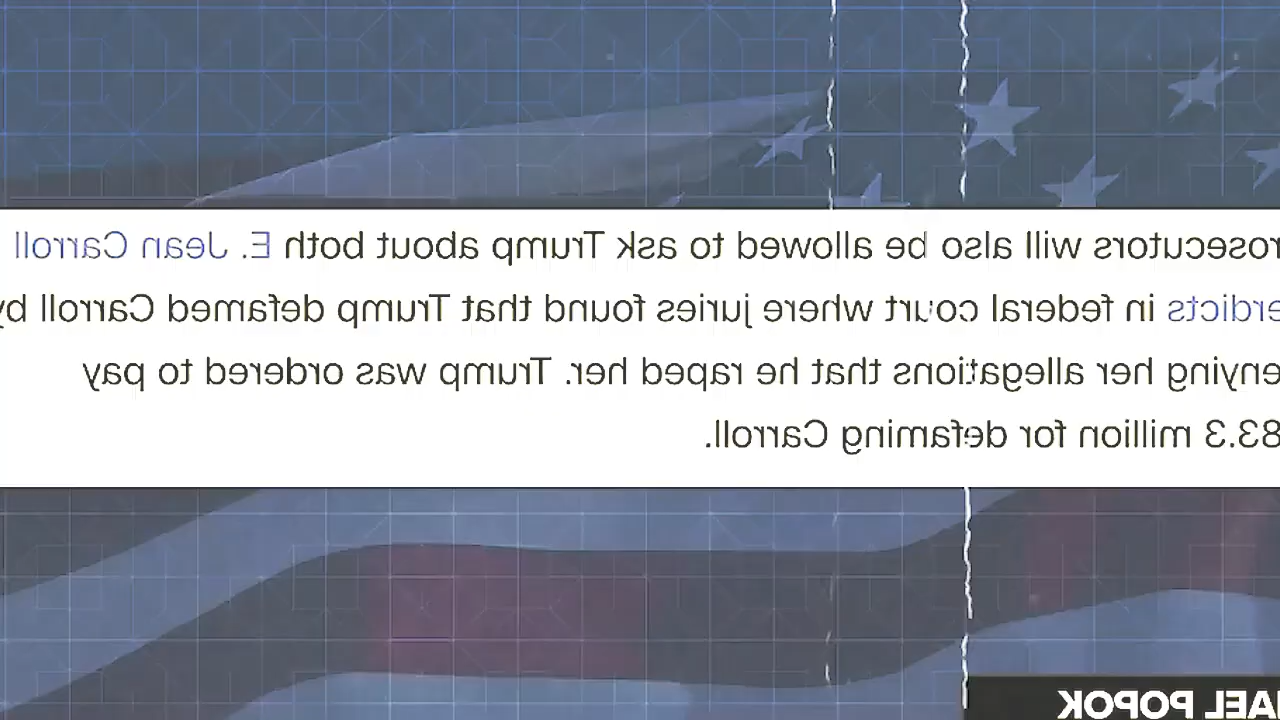 rosecutors will also be allowed to ask Trump about both E. Jean Carroll
erdicts in federal court where juries found that Trump defamed Carroll by
enying her allegations that he raped her. Trump was ordered to pay
83.3 million for defaming Carroll.
AEL POPOK